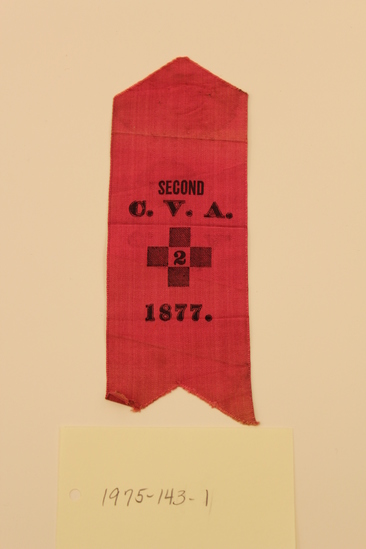 SECOND
C. V. A.
2
1877.
1975-143-1